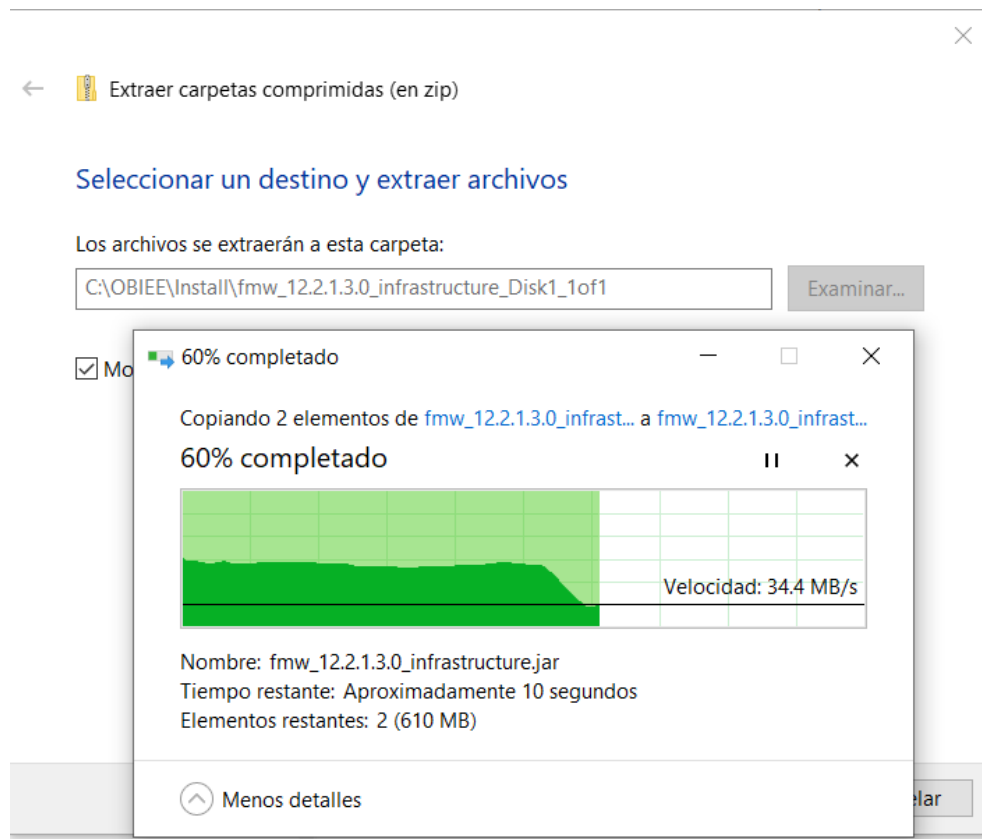 Extraer carpetas comprimidas (en zip)
Seleccionar un destino y extraer archivos
Los archivos se extraerán a esta carpeta:
C:\OBIEE\Install\fmw_12.2.1.3.0_infrastructure_Disk1_1of1
Examinar...
Mo
60% completado
Copiando 2 elementos de fmw_12.2.1.3.0_infrast... a fmw_12.2.1.3.0_infrast...
60% completado
Velocidad: 34.4 MB/s
Nombre: fmw_12.2.1.3.0_infrastructure.jar
Tiempo restante: Aproximadamente 10 segundos
Elementos restantes: 2 (610 MB)
Menos detalles
elar